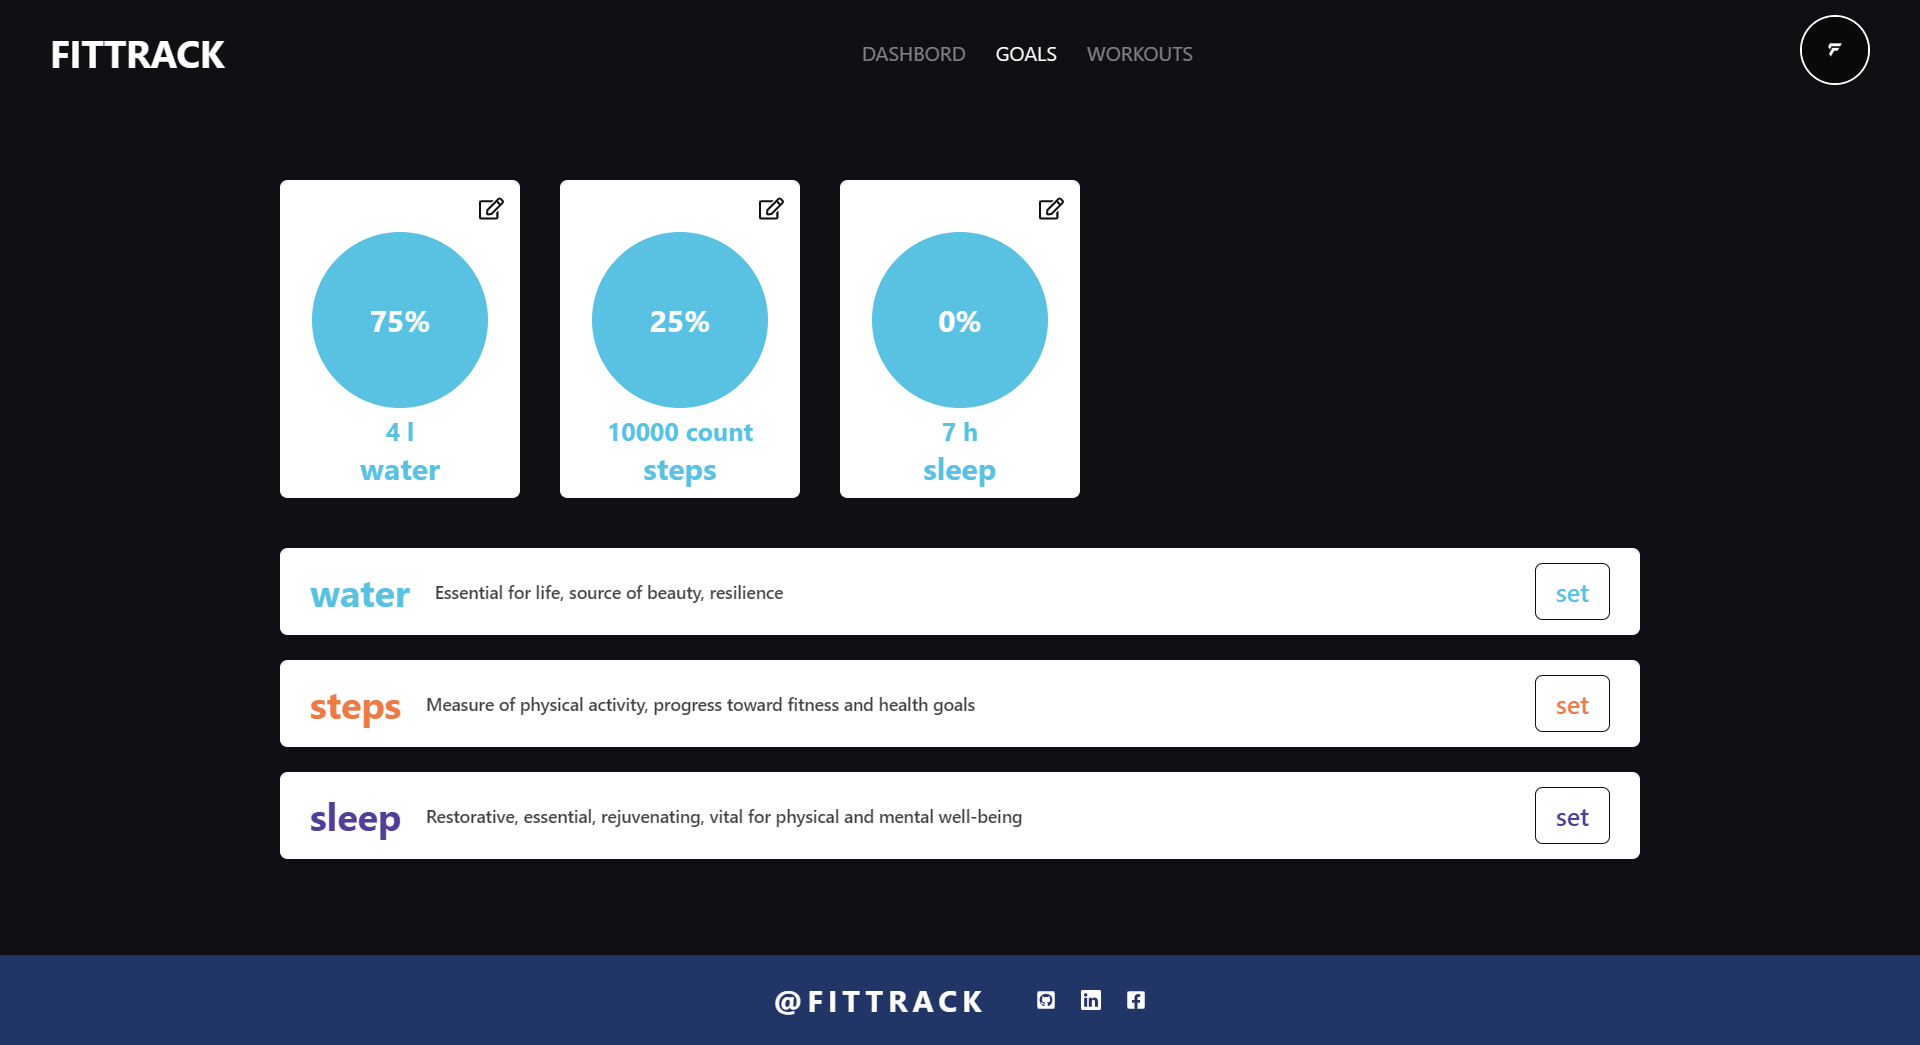 FITTRACK
DASHBORD GOALS WORKOUTS
75%
4 l
water
25%
10000 count
steps
0%
7 h
sleep
water Essential for life, source of beauty, resilience set
steps Measure of physical activity, progress toward fitness and health goals set
sleep Restorative, essential, rejuvenating, vital for physical and mental well-being set
@FITTRACK